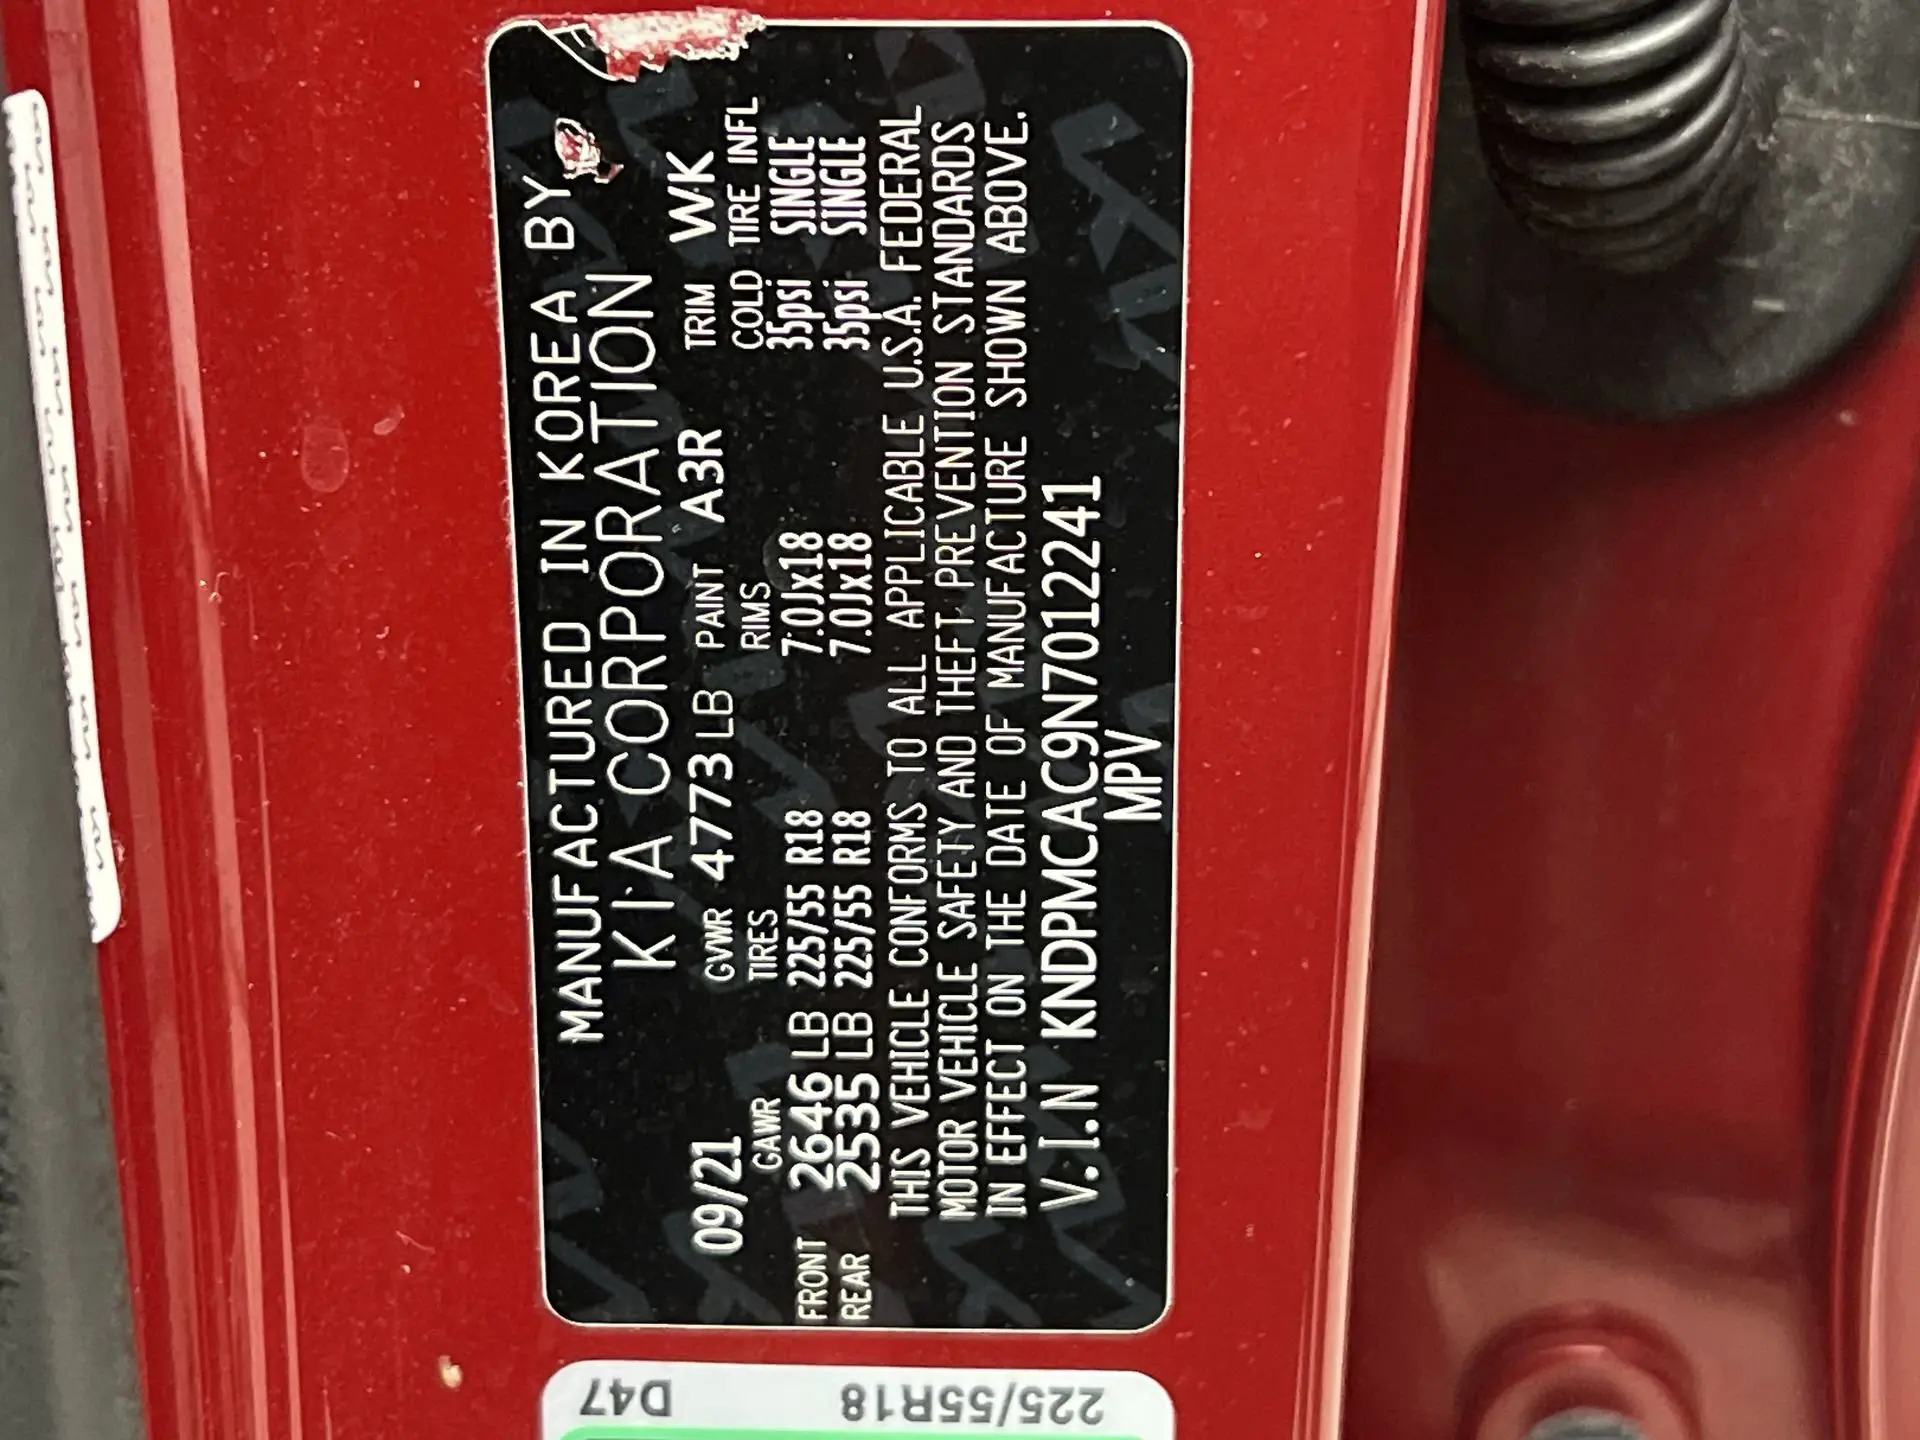 MANUFACTURED IN KOREA BY
KIA CORPORATION
09/21 GVWR 4773LB PAINT A3R TRIM WK
GAWR TIRES RIMS COLD TIRE INFL
FRONT 2646 LB 225/55 R18 7.0Jx18 35psi SINGLE
REAR 2535 LB 225/55 R18 7.0Jx18 35psi SINGLE
THIS VEHICLE CONFORMS TO ALL APPLICABLE U.S.A. FEDERAL
MOTOR VEHICLE SAFETY AND THEFT PREVENTION STANDARDS
IN EFFECT ON THE DATE OF MANUFACTURE SHOWN ABOVE.
V.I.N KNDPMCAC9N7012241
MPV
D47
225/55R18